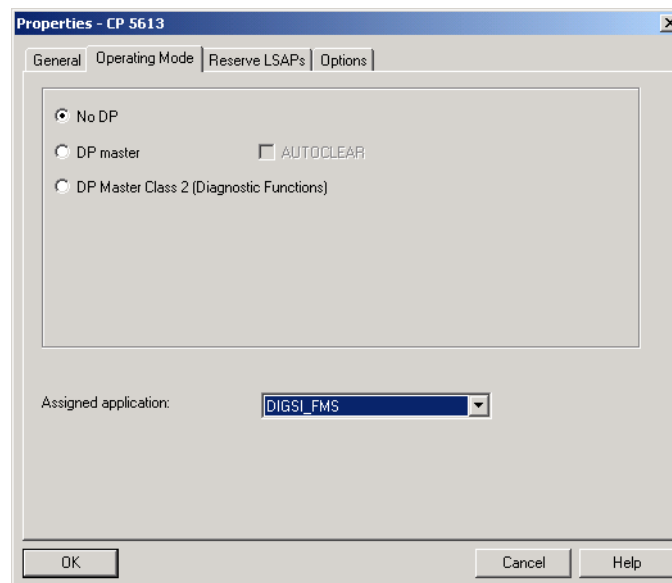 Properties - CP 5613
General Operating Mode Reserve LSAPs Options
No DP
DP master AUTOCLEAR
DP Master Class 2 (Diagnostic Functions)
Assigned application: DIGSI_FMS
OK Cancel Help